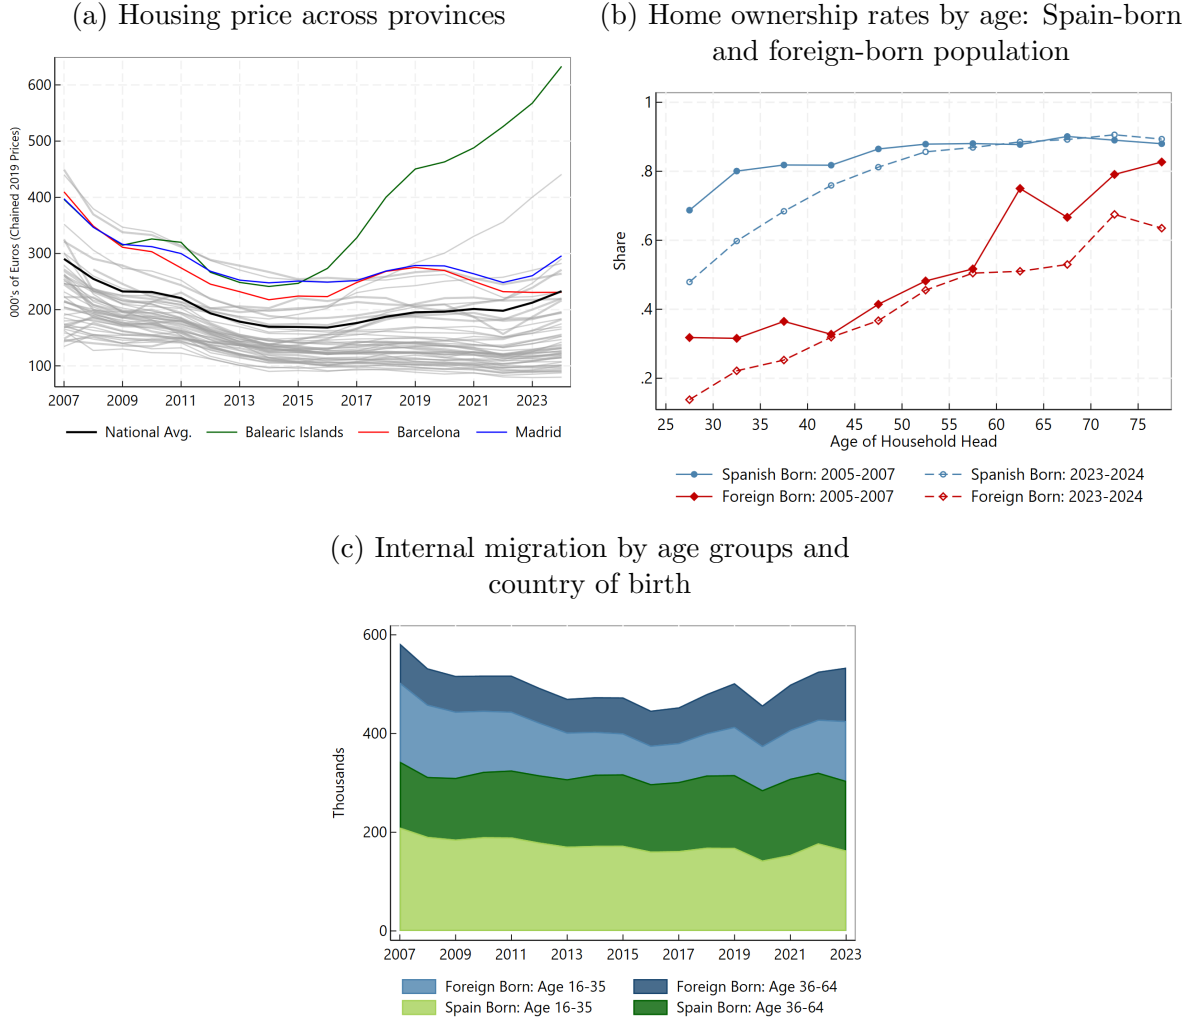 (a) Housing price across provinces
000's of Euros (Chained 2019 Prices)
600
500
400
300
200
100
2007 2009 2011 2013 2015 2017 2019 2021 2023
National Avg. Balearic Islands Barcelona Madrid
(b) Home ownership rates by age: Spain-born
and foreign-born population
Share
1
.8
.6
.4
.2
25 30 35 40 45 50 55 60 65 70 75
Age of Household Head
Spanish Born: 2005-2007 Spanish Born: 2023-2024
Foreign Born: 2005-2007 Foreign Born: 2023-2024
(c) Internal migration by age groups and
country of birth
Thousands
600
400
200
0
2007 2009 2011 2013 2015 2017 2019 2021 2023
Foreign Born: Age 16-35 Foreign Born: Age 36-64
Spain Born: Age 16-35 Spain Born: Age 36-64